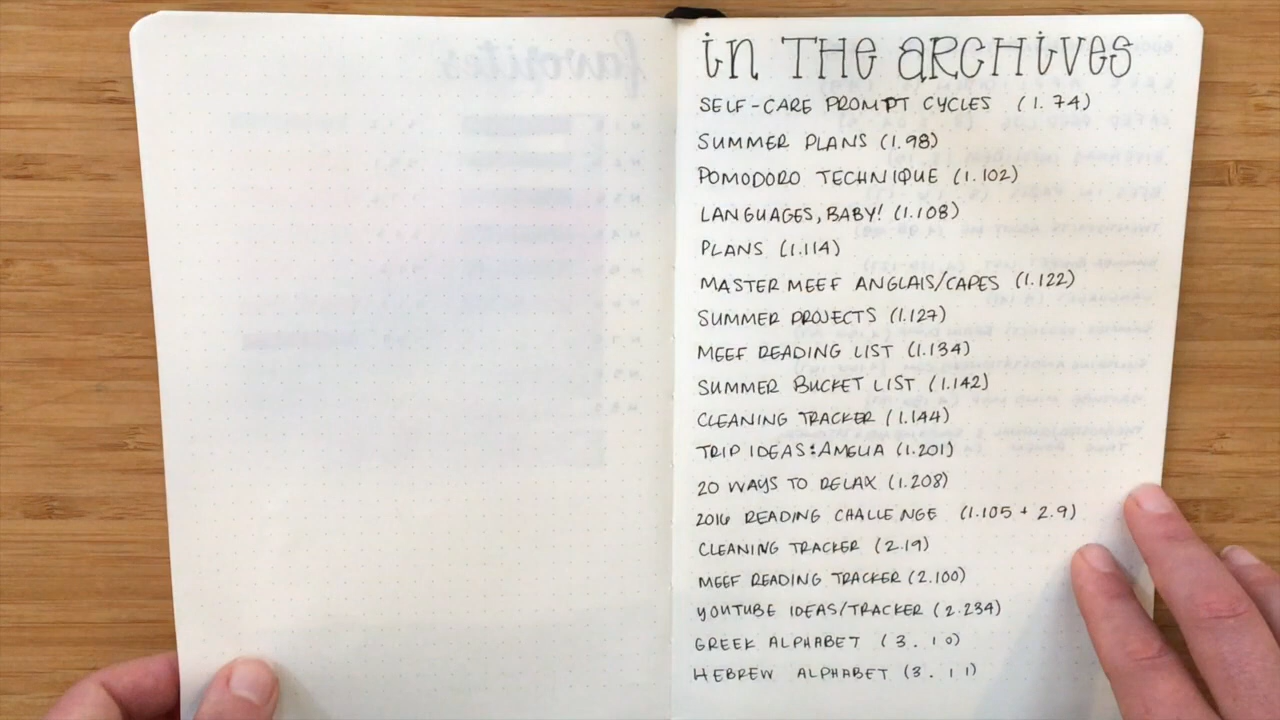 in THE ARCHIVES
SELF-CARE PROMPT CYCLES (1.74)
SUMMER PLANS (1.98)
POMODORO TECHNIQUE (1.102)
LANGUAGES, BABY! (1.108)
PLANS (1.114)
MASTER MEEF ANGLAIS/CAPES (1.122)
SUMMER PROJECTS (1.127)
MEEF READING LIST (1.134)
SUMMER BUCKET LIST (1.142)
CLEANING TRACKER (1.144)
TRIP IDEAS: AMELIA (1.201)
20 WAYS TO RELAX (1.208)
2016 READING CHALLENGE (1.105 + 2.9)
CLEANING TRACKER (2.19)
MEEF READING TRACKER (2.100)
YOUTUBE IDEAS/TRACKER (2.234)
GREEK ALPHABET (3.10)
HEBREW ALPHABET (3.11)
favorites